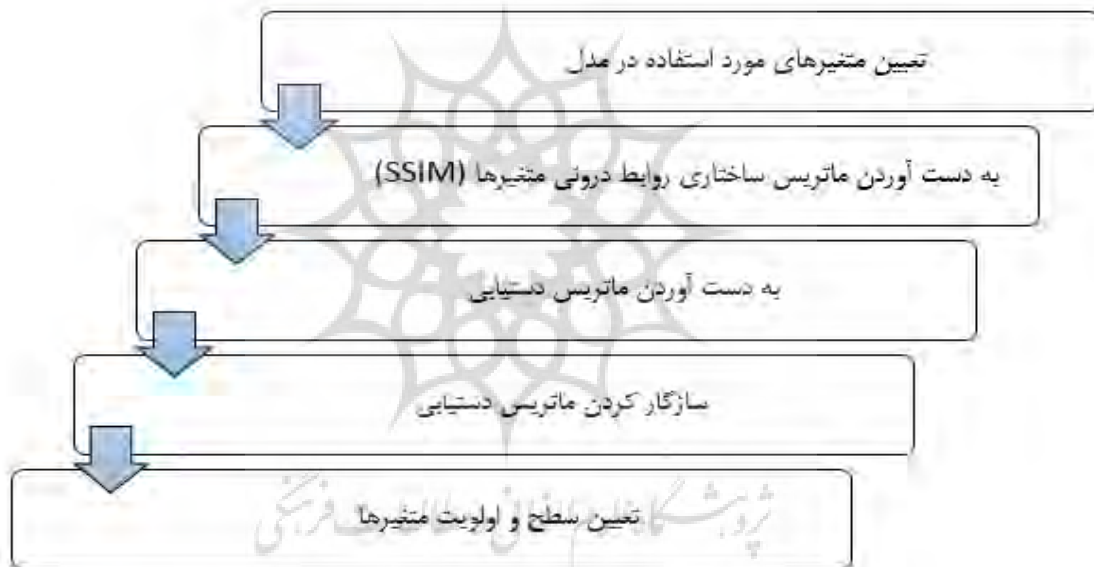 تعیین متغیرهای مورد استفاده در مدل
به دست آوردن ماتریس ساختاری روابط درونی متغیرها (SSIM)
به دست آوردن ماتریس دستیابی
سازگار کردن ماتریس دستیابی
تعیین سطح و اولویت متغیرها